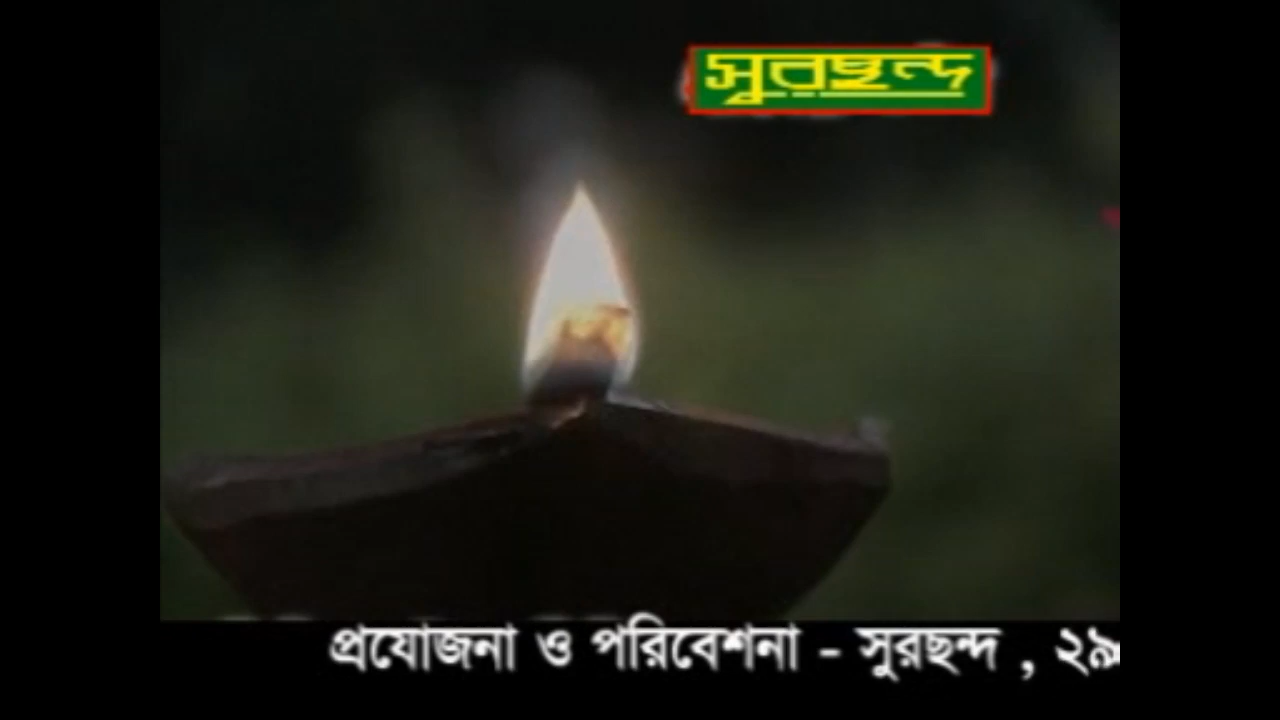 সুরছন্দ
প্রযোজনা ও পরিবেশনা - সুরছন্দ , ২৯